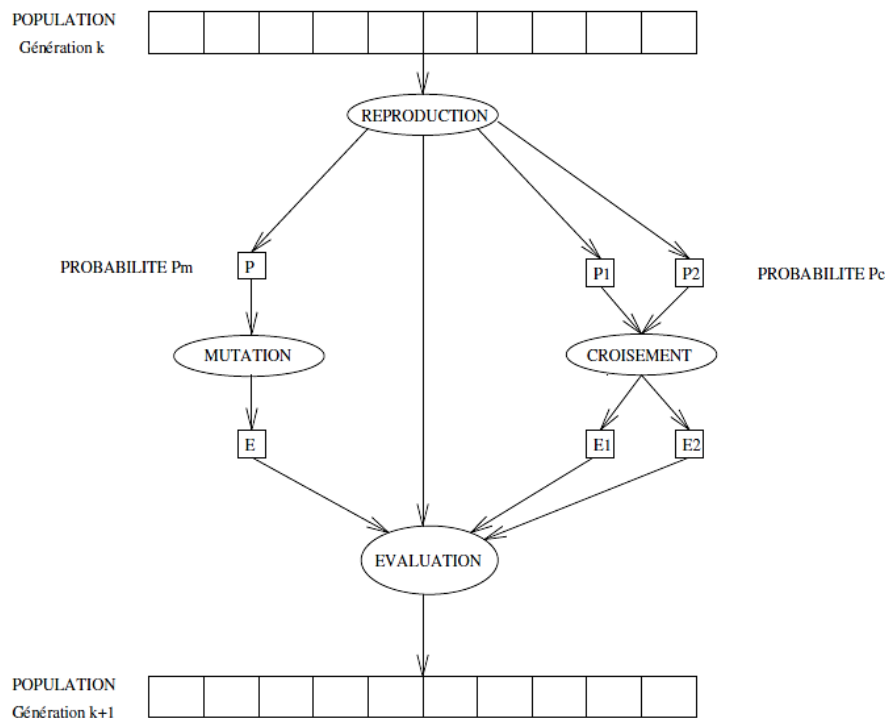 POPULATION
Génération k
REPRODUCTION
PROBABILITE Pm
P
P1
P2
PROBABILITE Pc
MUTATION
CROISEMENT
E
E1
E2
EVALUATION
POPULATION
Génération k+1